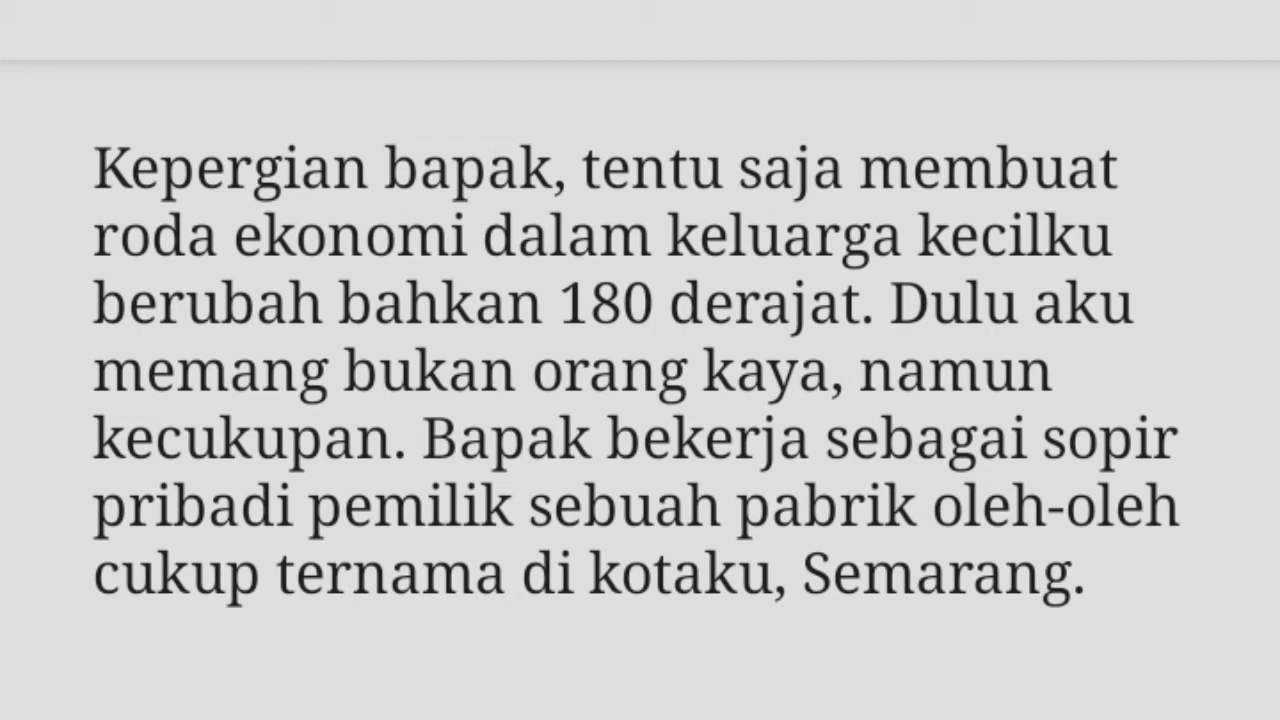 Kepergian bapak, tentu saja membuat
roda ekonomi dalam keluarga kecilku
berubah bahkan 180 derajat. Dulu aku
memang bukan orang kaya, namun
kecukupan. Bapak bekerja sebagai sopir
pribadi pemilik sebuah pabrik oleh-oleh
cukup ternama di kotaku, Semarang.